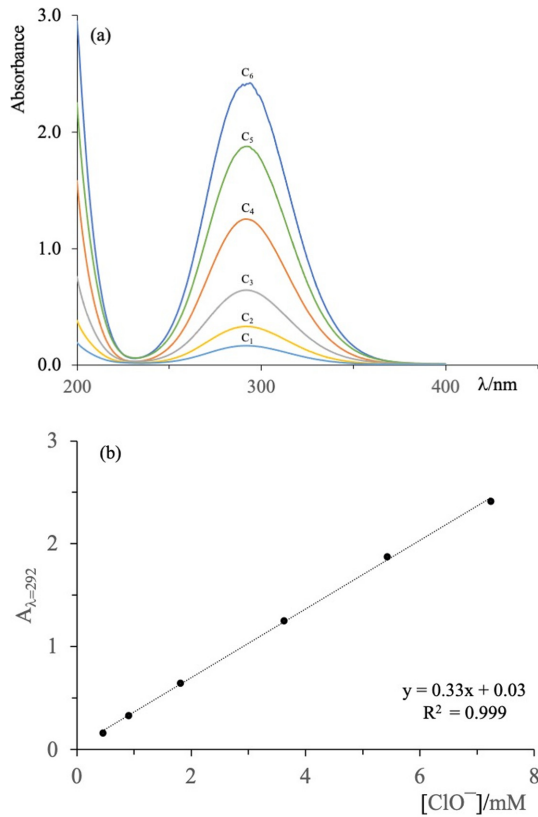 (a)
Absorbance
3.0
2.0
1.0
0.0
C6
C5
C4
C3
C2
C1
200
300
400
λ/nm
(b)
3
2
1
0
Aλ=292
y = 0.33x + 0.03
R² = 0.999
0
2
4
6
8
[ClO⁻]/mM